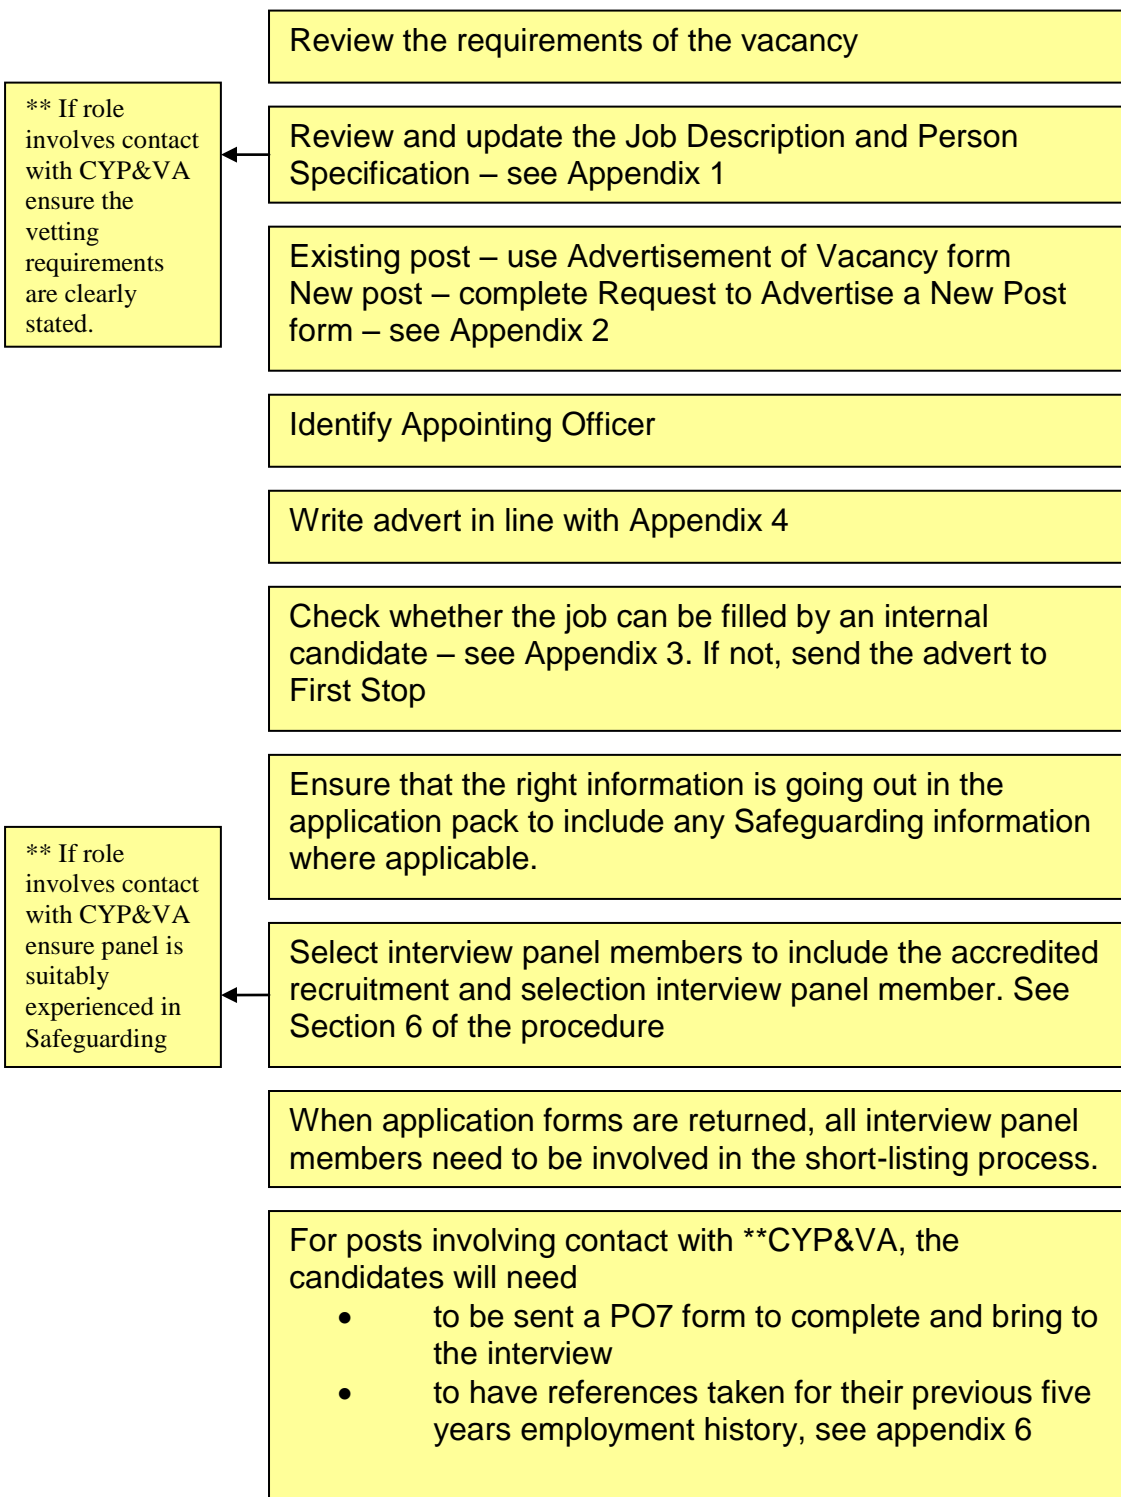 Review the requirements of the vacancy
** If role
involves contact
with CYP&VA
ensure the
vetting
requirements
are clearly
stated.
Review and update the Job Description and Person
Specification – see Appendix 1
Existing post – use Advertisement of Vacancy form
New post – complete Request to Advertise a New Post
form – see Appendix 2
Identify Appointing Officer
Write advert in line with Appendix 4
Check whether the job can be filled by an internal
candidate – see Appendix 3. If not, send the advert to
First Stop
Ensure that the right information is going out in the
application pack to include any Safeguarding information
where applicable.
** If role
involves contact
with CYP&VA
ensure panel is
suitably
experienced in
Safeguarding
Select interview panel members to include the accredited
recruitment and selection interview panel member. See
Section 6 of the procedure
When application forms are returned, all interview panel
members need to be involved in the short-listing process.
For posts involving contact with **CYP&VA, the
candidates will need
• to be sent a PO7 form to complete and bring to
the interview
• to have references taken for their previous five
years employment history, see appendix 6